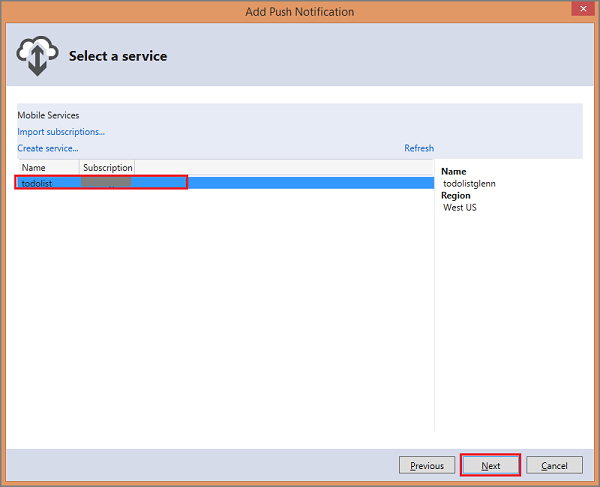 Add Push Notification
Select a service
Mobile Services
Import subscriptions...
Create service...
Refresh
Name Subscription
todolist
Name
todolistglenn
Region
West US
Previous Next Cancel